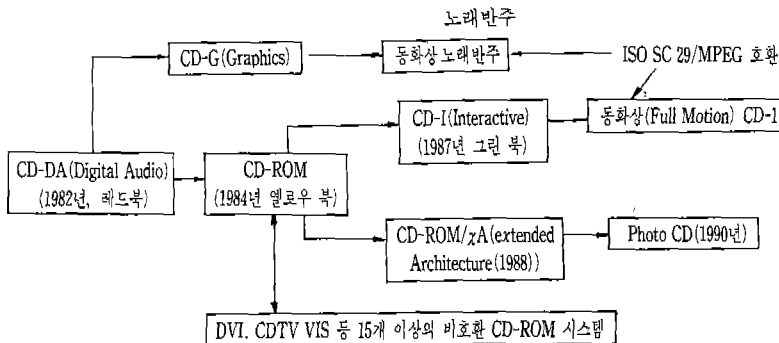 노래반주
CD-G(Graphics)
동화상 노래반주
ISO SC 29/MPEG 호환
CD-I(Interactive)
(1987년 그린 북)
동화상(Full Motion) CD-1
CD-DA(Digital Audio)
(1982년, 레드북)
CD-ROM
(1984년 옐로우 북)
CD-ROM/χA(extended
Architecture(1988))
Photo CD(1990년)
DVI. CDTV VIS 등 15개 이상의 비호환 CD-ROM 시스템